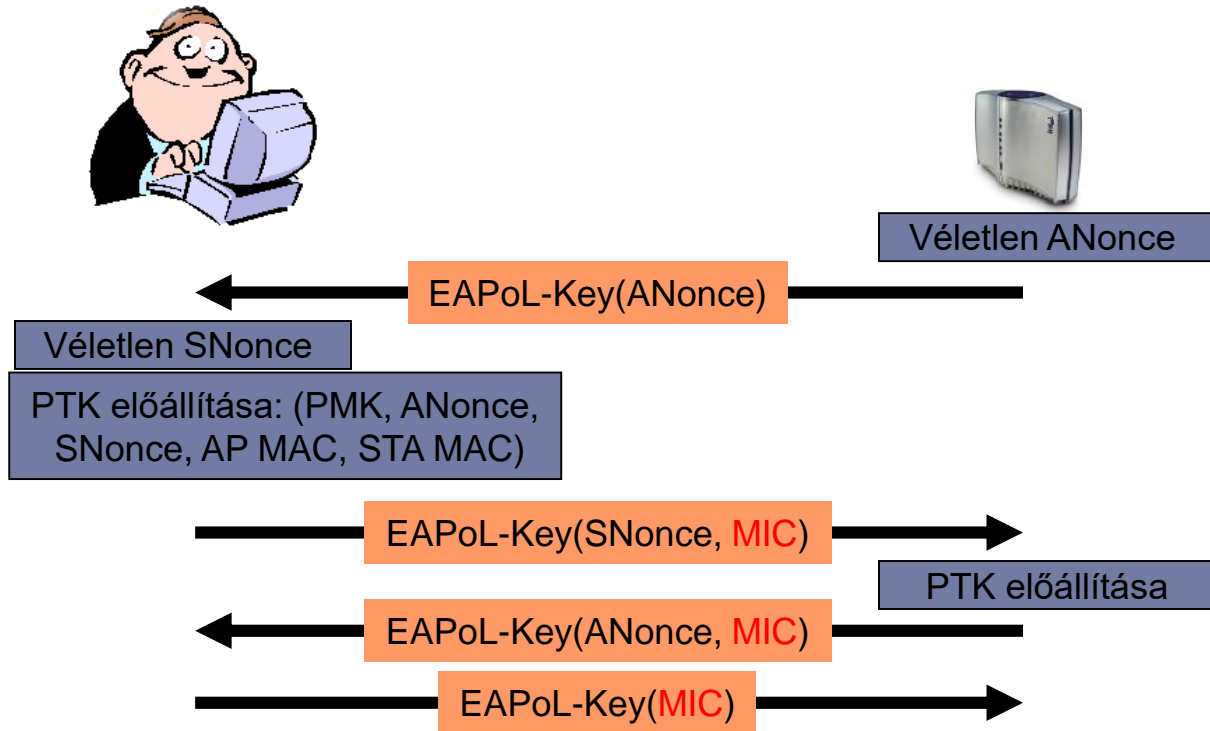 Véletlen ANonce
EAPoL-Key(ANonce)
Véletlen SNonce
PTK előállítása: (PMK, ANonce,
SNonce, AP MAC, STA MAC)
EAPoL-Key(SNonce, MIC)
PTK előállítása
EAPoL-Key(ANonce, MIC)
EAPoL-Key(MIC)